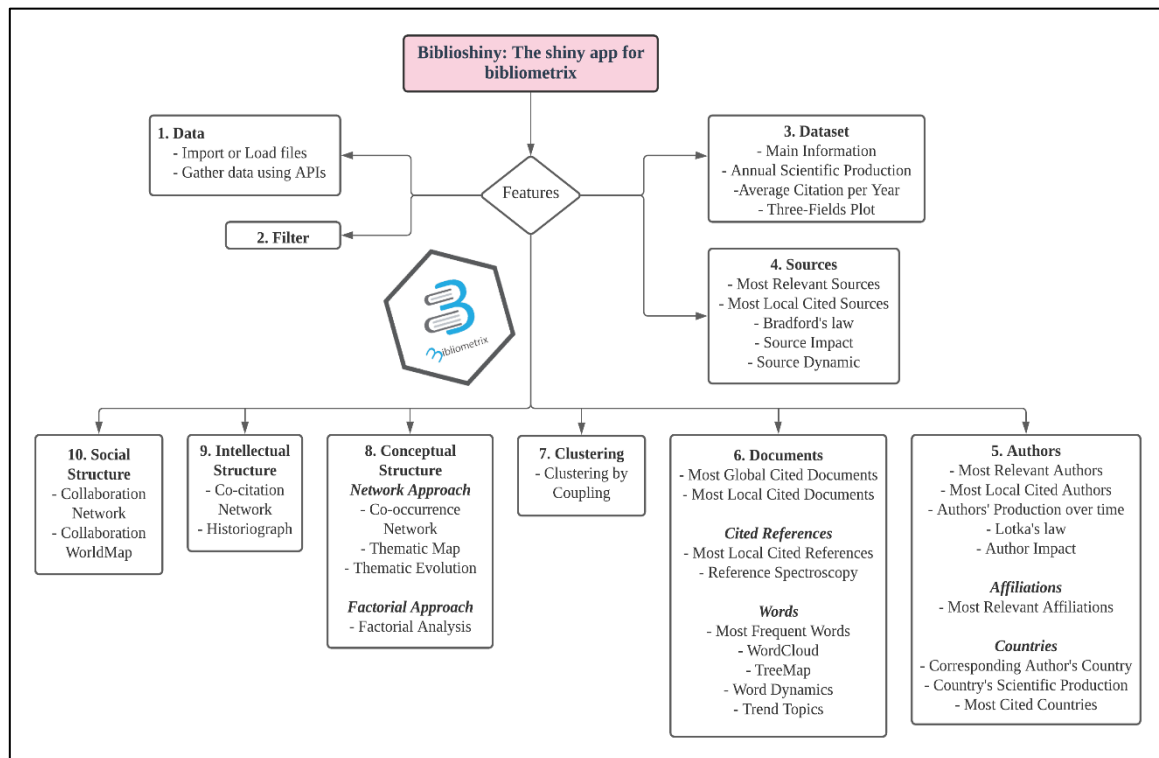 Biblioshiny: The shiny app for
bibliometrix
1. Data
- Import or Load files
- Gather data using APIs
2. Filter
Features
3. Dataset
- Main Information
- Annual Scientific Production
-Average Citation per Year
- Three-Fields Plot
4. Sources
- Most Relevant Sources
- Most Local Cited Sources
- Bradford's law
- Source Impact
- Source Dynamic
Bibliometrix
10. Social
Structure
- Collaboration
Network
- Collaboration
WorldMap
9. Intellectual
Structure
- Co-citation
Network
- Historiograph
8. Conceptual
Structure
Network Approach
- Co-occurrence
Network
- Thematic Map
- Thematic Evolution
Factorial Approach
- Factorial Analysis
7. Clustering
- Clustering by
Coupling
6. Documents
- Most Global Cited Documents
- Most Local Cited Documents
Cited References
- Most Local Cited References
- Reference Spectroscopy
Words
- Most Frequent Words
- WordCloud
- TreeMap
- Word Dynamics
- Trend Topics
5. Authors
- Most Relevant Authors
- Most Local Cited Authors
- Authors' Production over time
- Lotka's law
- Author Impact
Affiliations
- Most Relevant Affiliations
Countries
- Corresponding Author's Country
- Country's Scientific Production
- Most Cited Countries